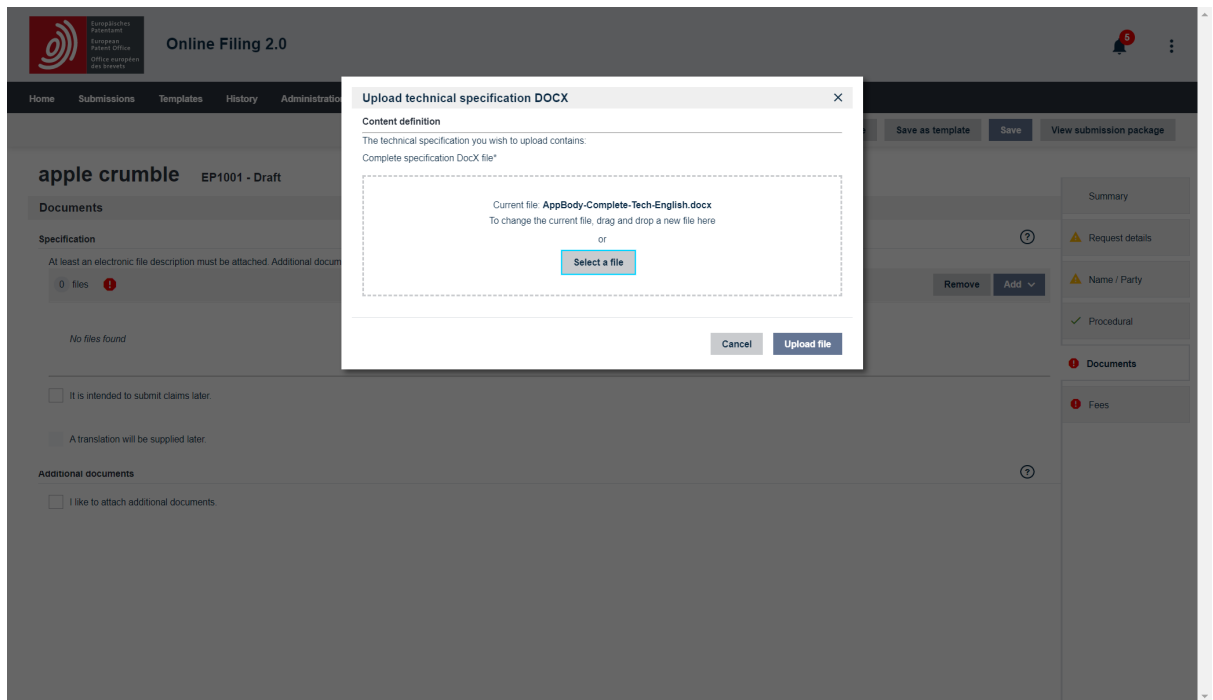 Europäisches
Patentamt
European
Patent Office
Office européen
des brevets
Online Filing 2.0
5
Home Submissions Templates History Administratio
Save as template Save View submission package
apple crumble EP1001 - Draft
Documents
Specification
At least an electronic file description must be attached. Additional docum
0 files
Remove Add
No files found
It is intended to submit claims later.
A translation will be supplied later.
Additional documents
I like to attach additional documents.
Upload technical specification DOCX
Content definition
The technical specification you wish to upload contains:
Complete specification DocX file*
Current file: AppBody-Complete-Tech-English.docx
To change the current file, drag and drop a new file here
or
Select a file
Cancel Upload file
Summary
Request details
Name / Party
Procedural
Documents
Fees